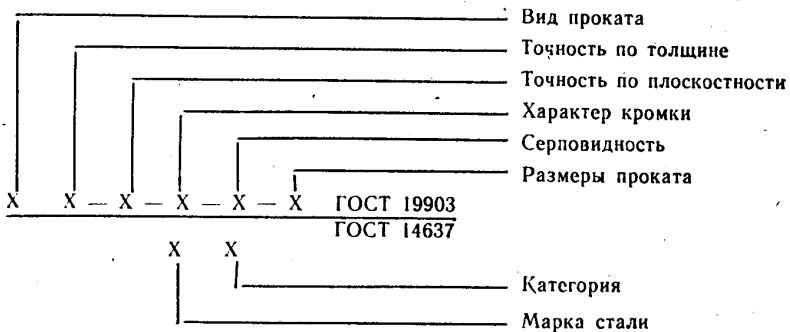 Вид проката
Точность по толщине
Точность по плоскостности
Характер кромки
Серповидность
Размеры проката
X X — X — X — X — X ГОСТ 19903
ГОСТ 14637
X X
Категория
Марка стали